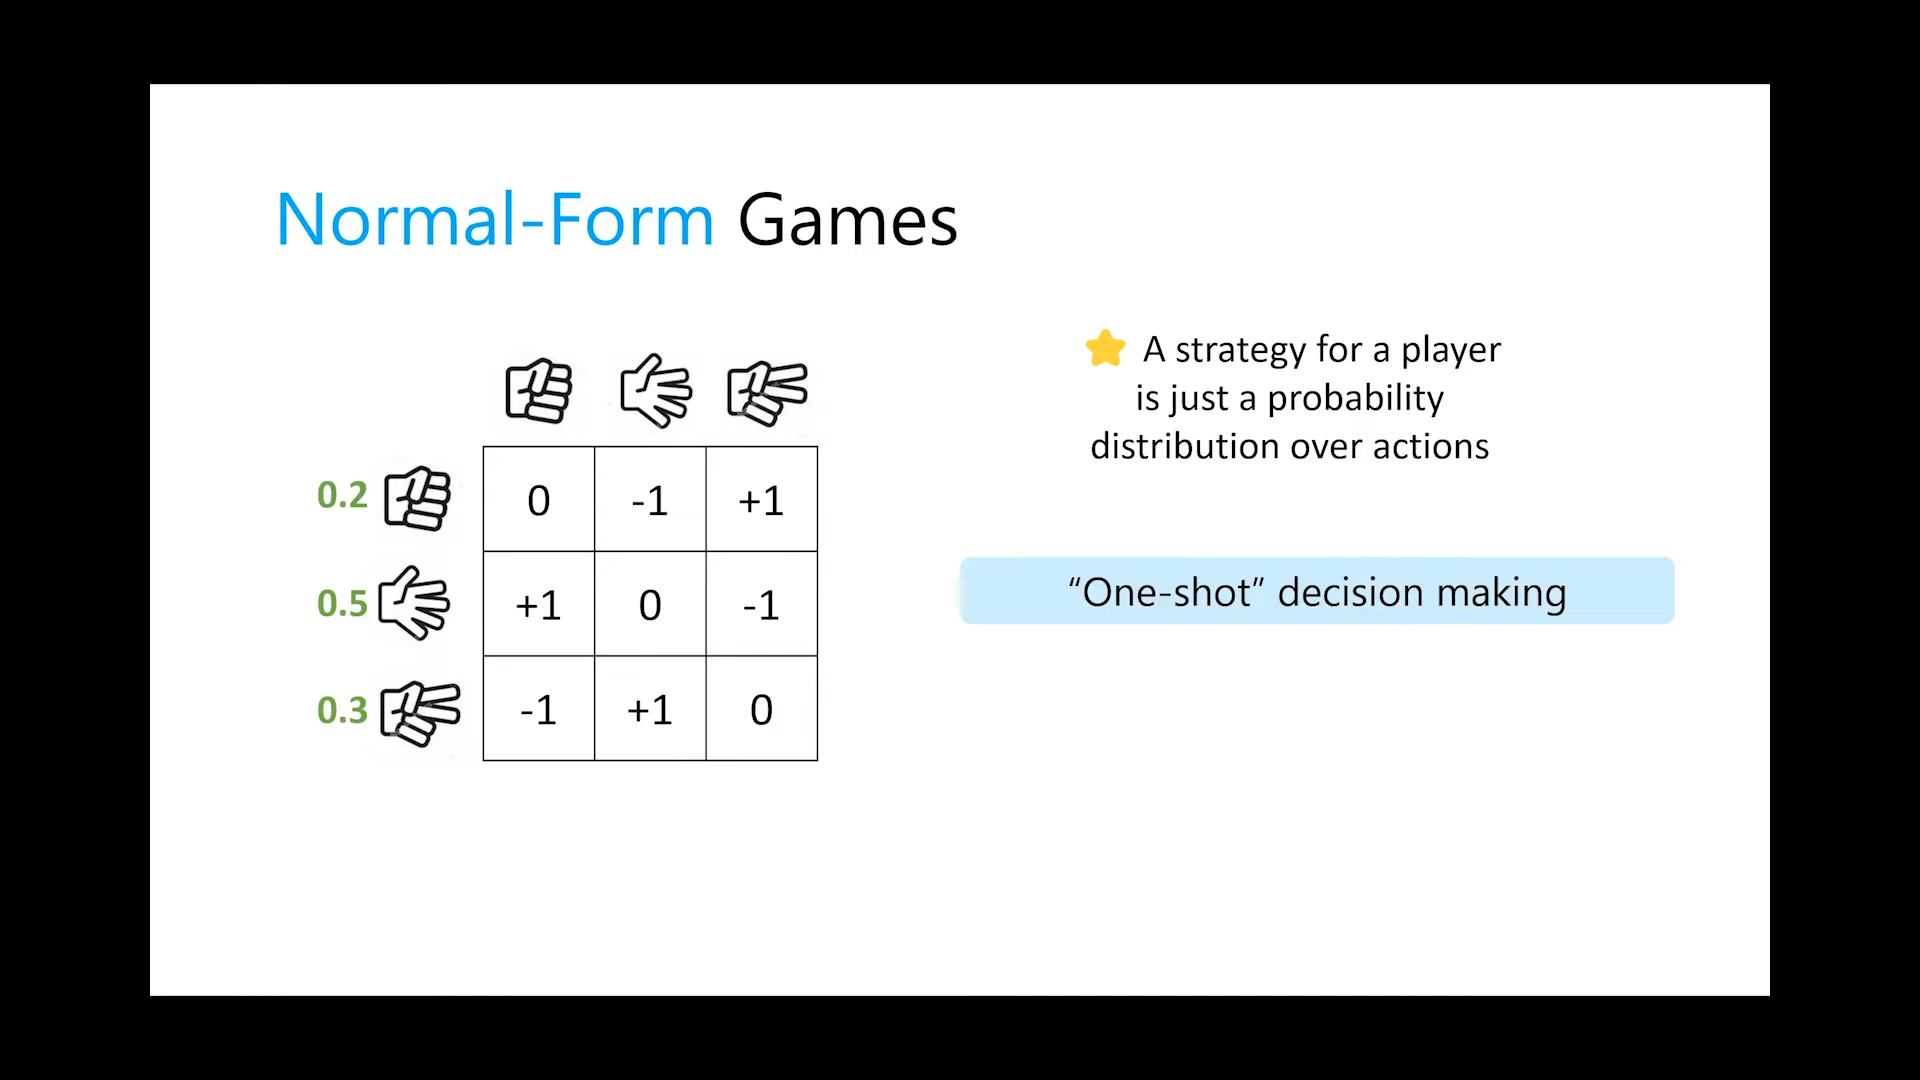 Normal-Form Games
⭐ A strategy for a player
is just a probability
distribution over actions
0.2 0 -1 +1
0.5 +1 0 -1
0.3 -1 +1 0
“One-shot” decision making